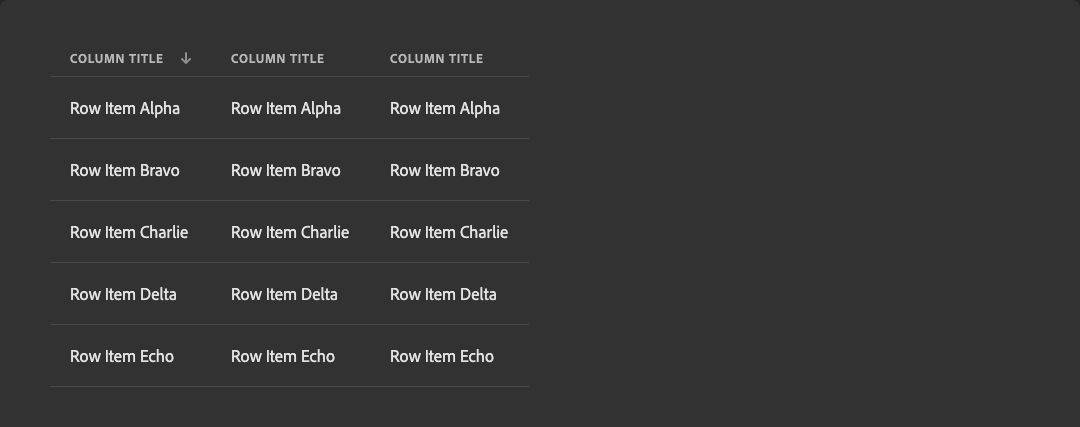 COLUMN TITLE COLUMN TITLE COLUMN TITLE
Row Item Alpha Row Item Alpha Row Item Alpha
Row Item Bravo Row Item Bravo Row Item Bravo
Row Item Charlie Row Item Charlie Row Item Charlie
Row Item Delta Row Item Delta Row Item Delta
Row Item Echo Row Item Echo Row Item Echo